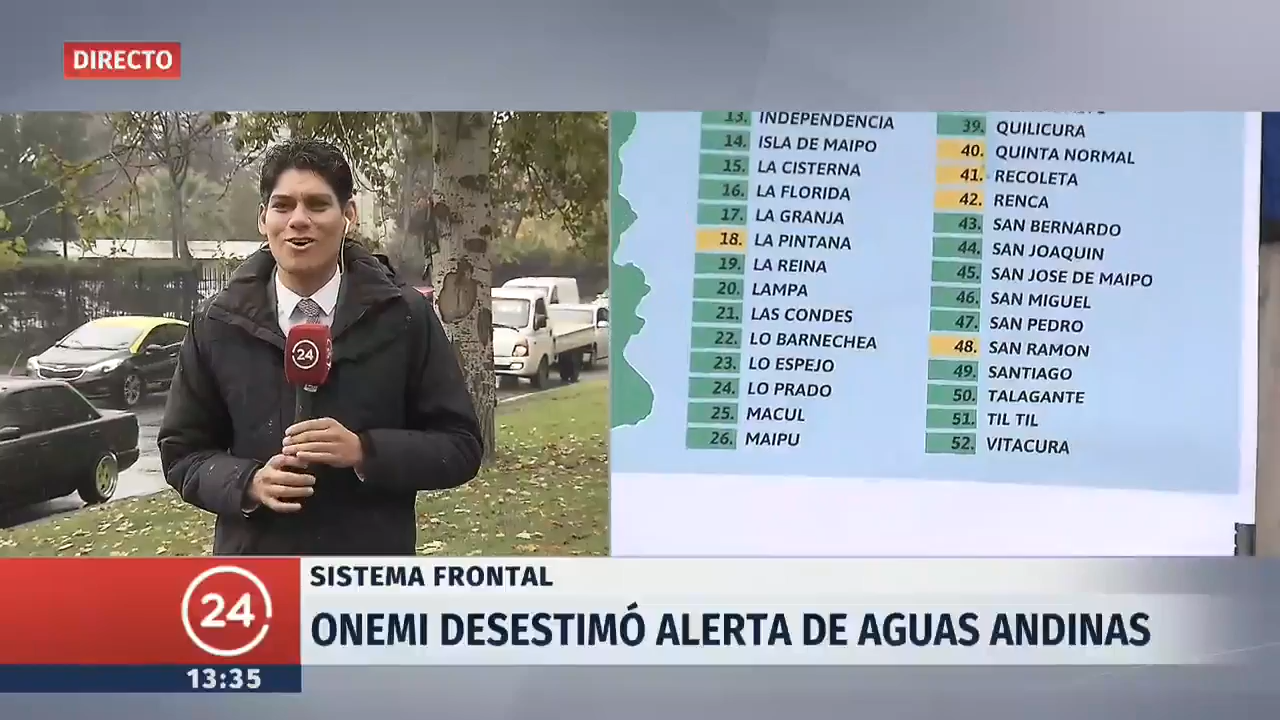 DIRECTO
13. INDEPENDENCIA
14. ISLA DE MAIPO
15. LA CISTERNA
16. LA FLORIDA
17. LA GRANJA
18. LA PINTANA
19. LA REINA
20. LAMPA
21. LAS CONDES
22. LO BARNECHEA
23. LO ESPEJO
24. LO PRADO
25. MACUL
26. MAIPU
39. QUILICURA
40. QUINTA NORMAL
41. RECOLETA
42. RENCA
43. SAN BERNARDO
44. SAN JOAQUIN
45. SAN JOSE DE MAIPO
46. SAN MIGUEL
47. SAN PEDRO
48. SAN RAMON
49. SANTIAGO
50. TALAGANTE
51. TIL TIL
52. VITACURA
24
24
13:35
SISTEMA FRONTAL
ONEMI DESESTIMÓ ALERTA DE AGUAS ANDINAS